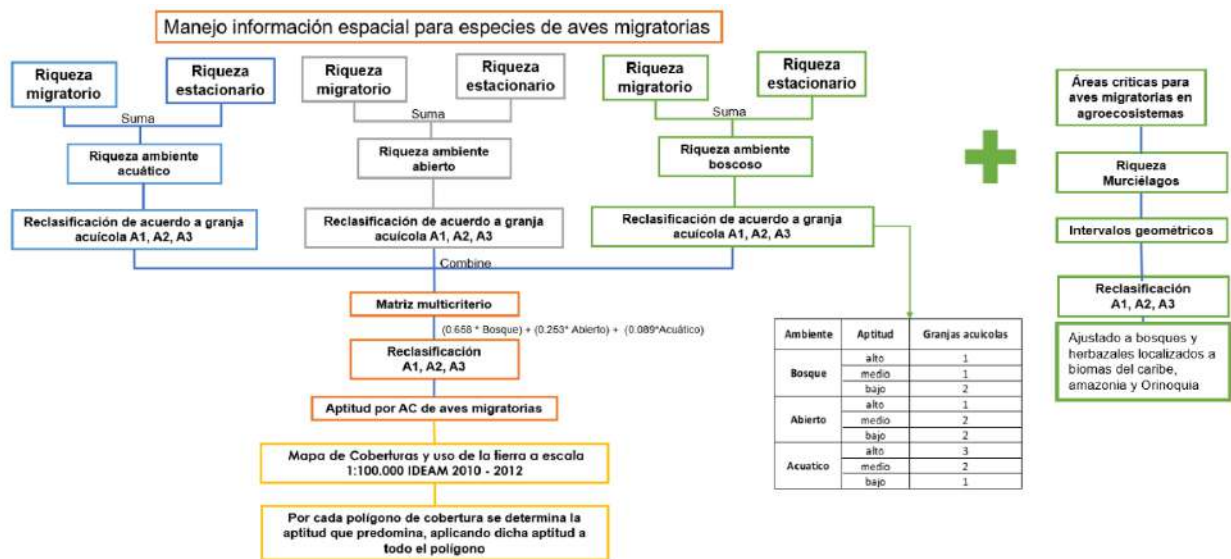 Manejo información espacial para especies de aves migratorias
Riqueza
migratorio
Riqueza
estacionario
Suma
Riqueza ambiente
acuático
Reclasificación de acuerdo a granja
acuícola A1, A2, A3
Riqueza
migratorio
Riqueza
estacionario
Suma
Riqueza ambiente
abierto
Reclasificación de acuerdo a granja
acuícola A1, A2, A3
Riqueza
migratorio
Riqueza
estacionario
Suma
Riqueza ambiente
boscoso
Reclasificación de acuerdo a granja
acuícola A1, A2, A3
Combine
Matriz multicriterio
(0.658 * Bosque) + (0.253* Abierto) + (0.089*Acuático)
Reclasificación
A1, A2, A3
Aptitud por AC de aves migratorias
Mapa de Coberturas y uso de la tierra a escala
1:100.000 IDEAM 2010 - 2012
Por cada polígono de cobertura se determina la
aptitud que predomina, aplicando dicha aptitud a
todo el polígono
Ambiente Aptitud Granjas acuicolas
Bosque
alto 1
medio 1
bajo 2
Abierto
alto 1
medio 2
bajo 2
Acuatico
alto 3
medio 2
bajo 1
Áreas críticas para
aves migratorias en
agroecosistemas
Riqueza
Murciélagos
Intervalos geométricos
Reclasificación
A1, A2, A3
Ajustado a bosques y
herbazales localizados a
biomas del caribe,
amazonia y Orinoquia